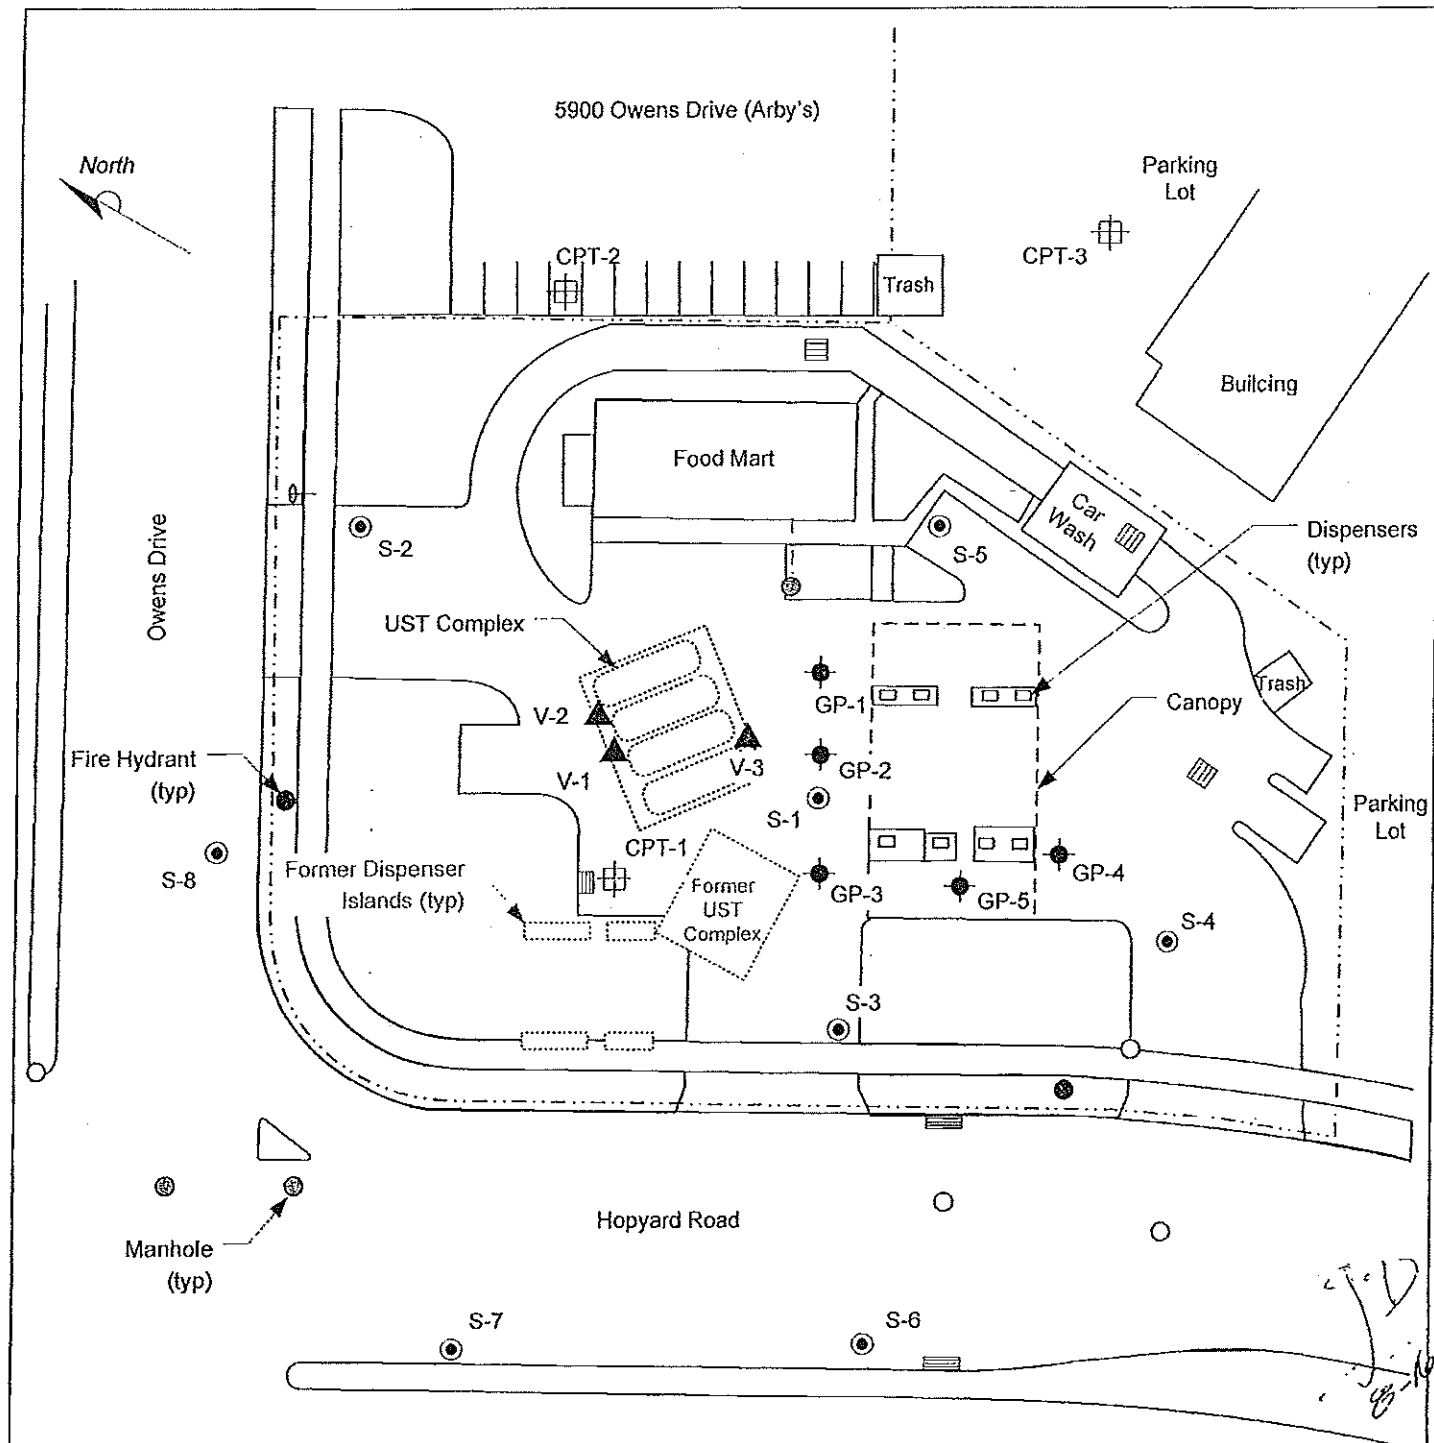 5900 Owens Drive (Arby's)
North
Parking
Lot
CPT-2
CPT-3
Trash
Builcing
Food Mart
Car
Wash
Owens Drive
S-2
S-5
Dispensers
(typ)
UST Complex
Trash
GP-1
Canopy
V-2
Fire Hydrant
(typ)
V-1
V-3
GP-2
S-1
Parking
Lot
CPT-1
S-8
Former Dispenser
Islands (typ)
Former
UST
Complex
GP-3
GP-4
GP-5
S-4
S-3
Hopyard Road
Manhole
(typ)
S-7
S-6